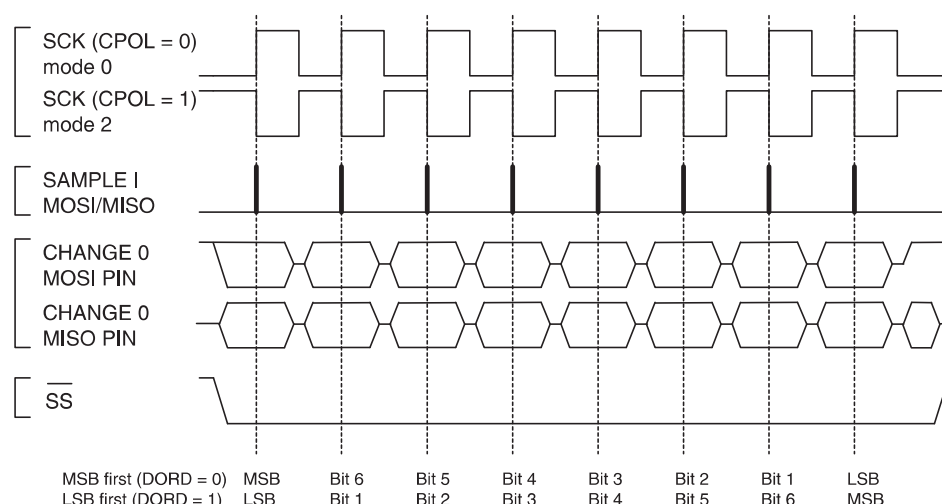 SCK (CPOL = 0)
mode 0
SCK (CPOL = 1)
mode 2
SAMPLE I
MOSI/MISO
CHANGE 0
MOSI PIN
CHANGE 0
MISO PIN
SS
MSB first (DORD = 0) MSB Bit 6 Bit 5 Bit 4 Bit 3 Bit 2 Bit 1 LSB
LSB first (DORD = 1) LSB Bit 1 Bit 2 Bit 3 Bit 4 Bit 5 Bit 6 MSB